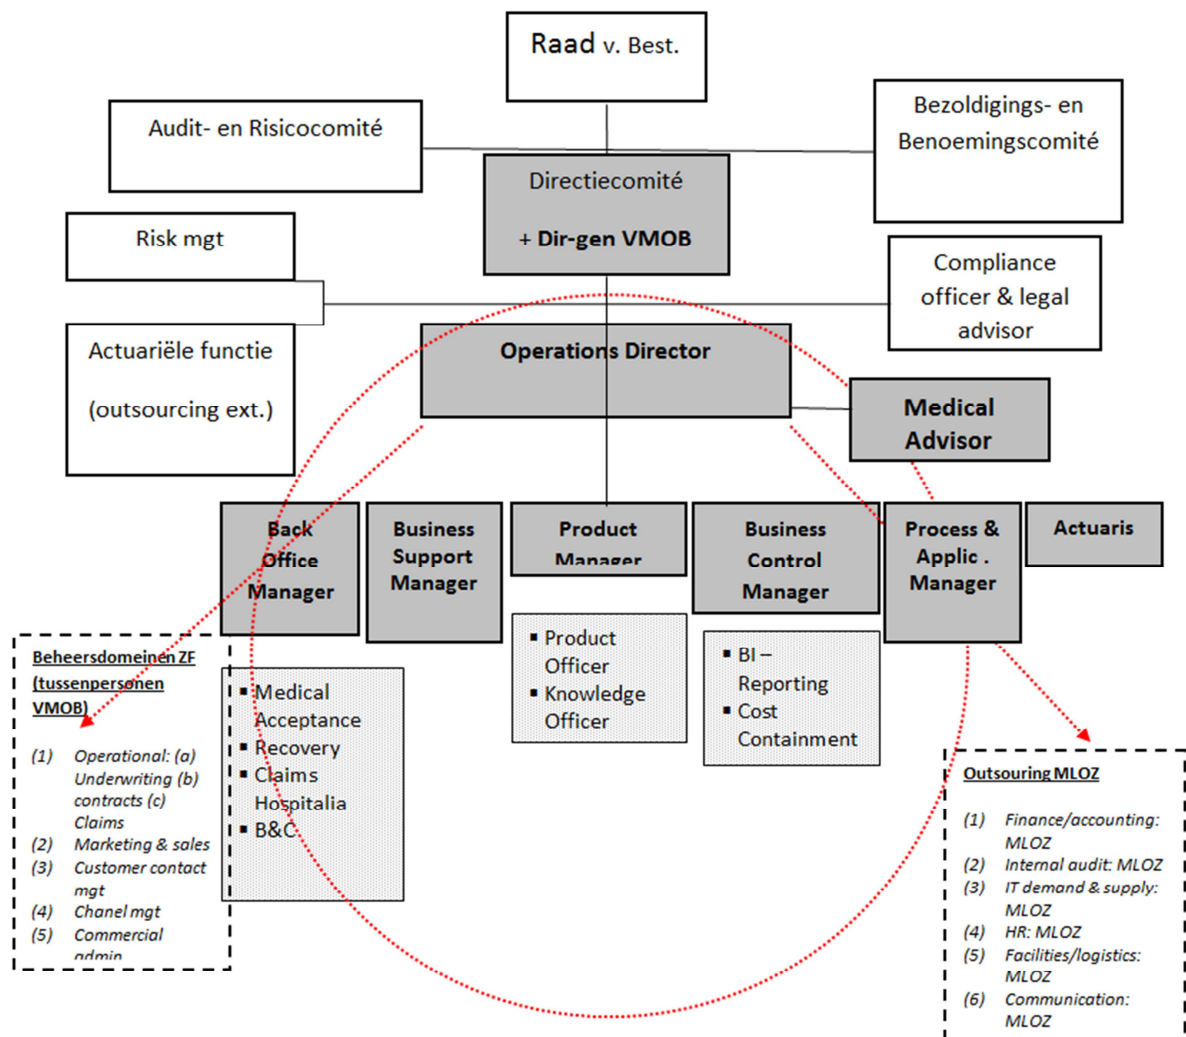 Raad v. Best.
Audit- en Risicocomité
Bezoldigings- en
Benoemingscomité
Directiecomité
+ Dir-gen VMOB
Risk mgt
Compliance
officer & legal
advisor
Actuariële functie
(outsourcing ext.)
Operations Director
Medical
Advisor
Back
Office
Manager
Business
Support
Manager
Product
Manager
Business
Control
Manager
Process &
Applic .
Manager
Actuaris
Beheersdomeinen ZF
(tussenpersonen
VMOB)
(1) Operational: (a)
Underwriting (b)
contracts (c)
Claims
(2) Marketing & sales
(3) Customer contact
mgt
(4) Chanel mgt
(5) Commercial
admin
▪ Medical
Acceptance
▪ Recovery
▪ Claims
Hospitalia
▪ B&C
▪ Product
Officer
▪ Knowledge
Officer
▪ BI –
Reporting
▪ Cost
Containment
Outsouring MLOZ
(1) Finance/accounting:
MLOZ
(2) Internal audit: MLOZ
(3) IT demand & supply:
MLOZ
(4) HR: MLOZ
(5) Facilities/logistics:
MLOZ
(6) Communication:
MLOZ